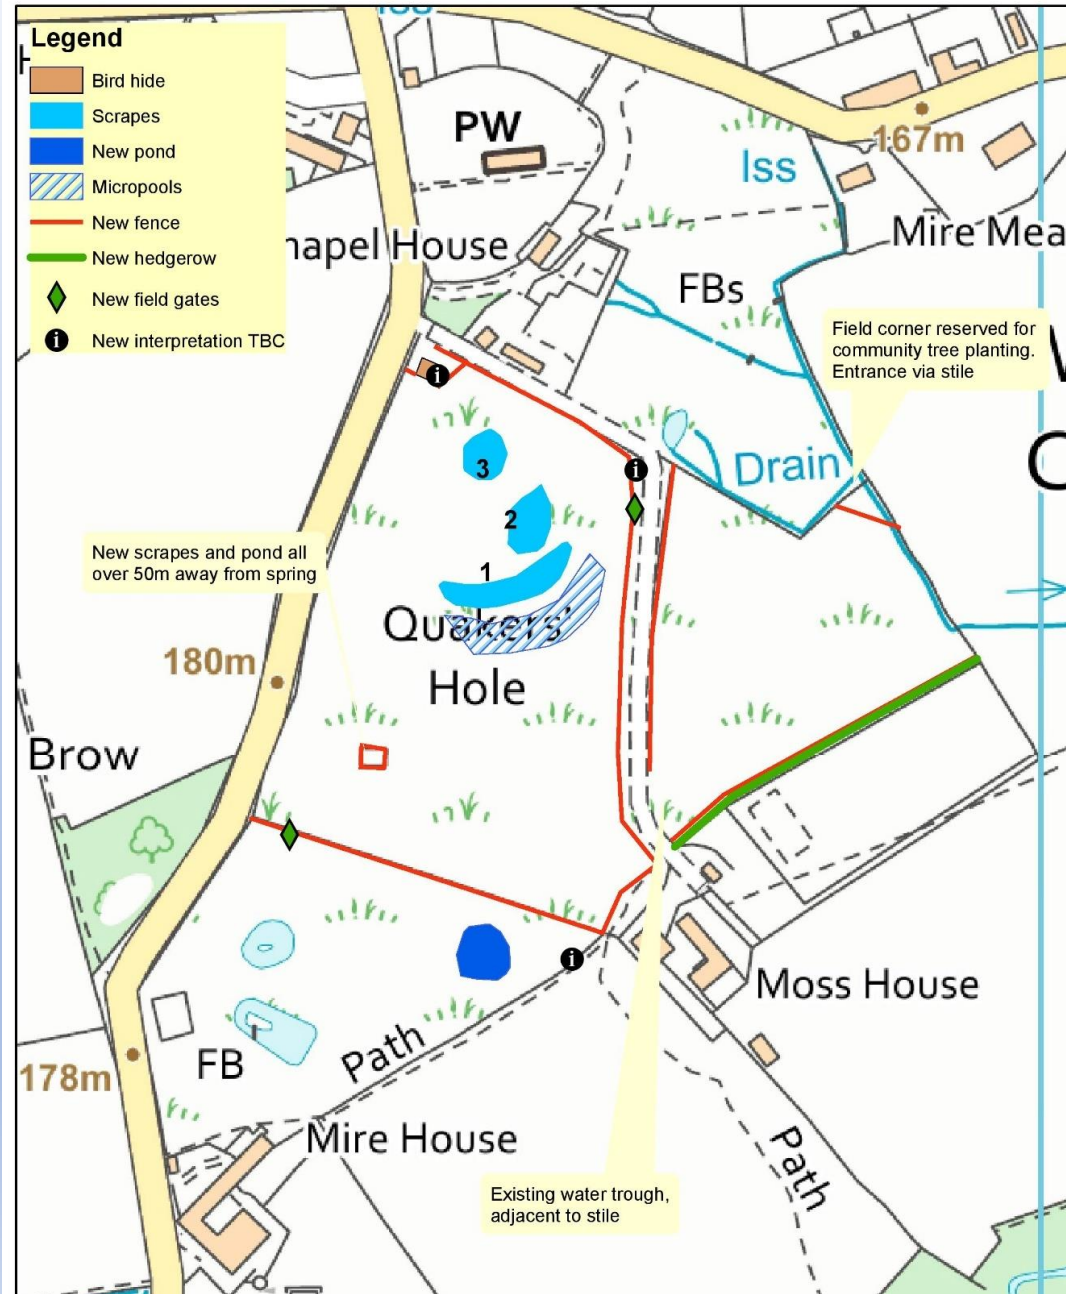 Iss
Legend
Bird hide
Scrapes
New pond
Micropools
New fence
New hedgerow
New field gates
i New interpretation TBC
PW
167m
Iss
hapel House
Mire Mea
FBs
Field corner reserved for
community tree planting.
Entrance via stile
i
3
i
Drain
2
New scrapes and pond all
over 50m away from spring
1
Quakers'
Hole
180m
Brow
i
Moss House
FB
Path
178m
Mire House
Path
Existing water trough,
adjacent to stile